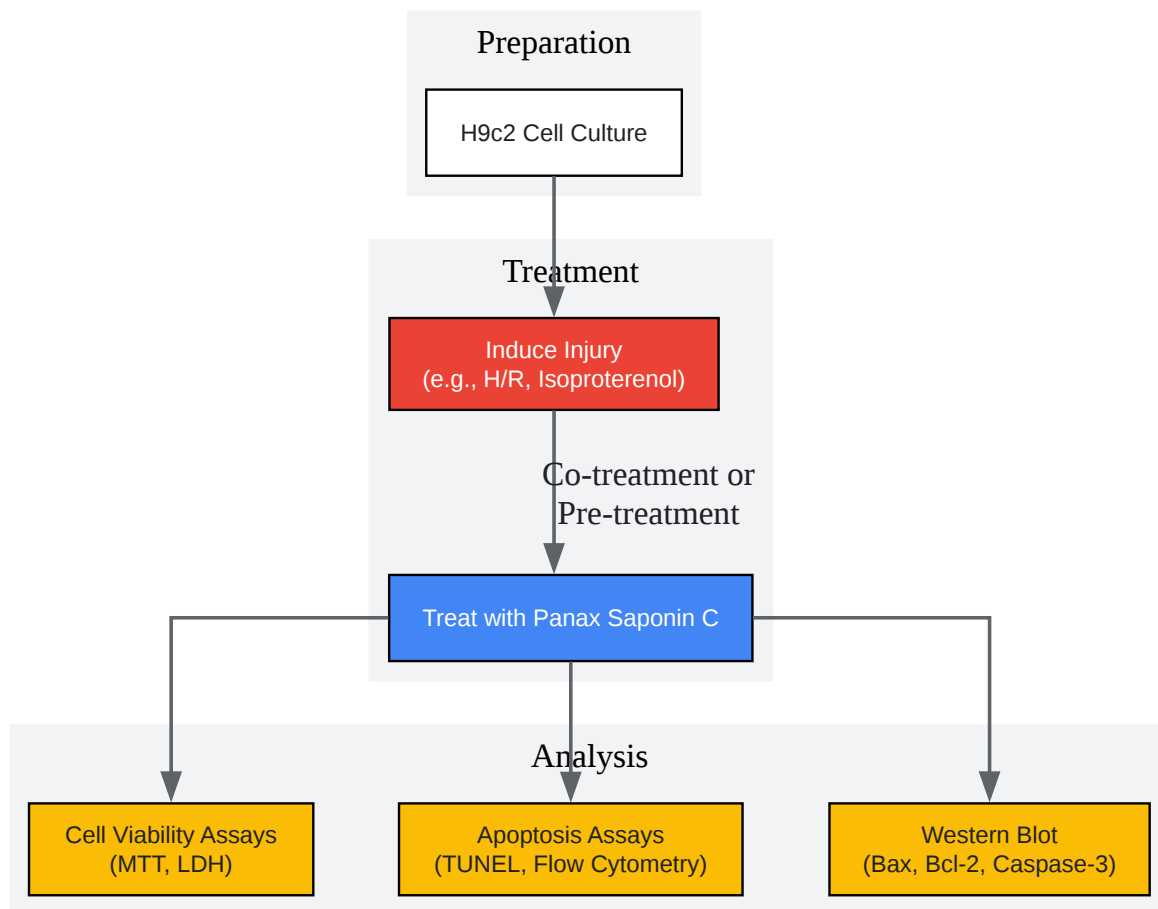 Preparation
H9c2 Cell Culture
Treatment
Induce Injury
(e.g., H/R, Isoproterenol)
Co-treatment or
Pre-treatment
Treat with Panax Saponin C
Analysis
Cell Viability Assays
(MTT, LDH)
Apoptosis Assays
(TUNEL, Flow Cytometry)
Western Blot
(Bax, Bcl-2, Caspase-3)